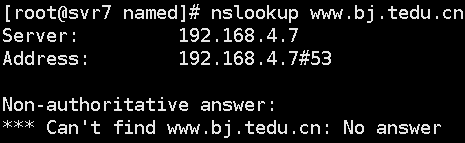 [root@svr7 named]# nslookup www.bj.tedu.cn
Server:         192.168.4.7
Address:        192.168.4.7#53

Non-authoritative answer:
*** Can't find www.bj.tedu.cn: No answer